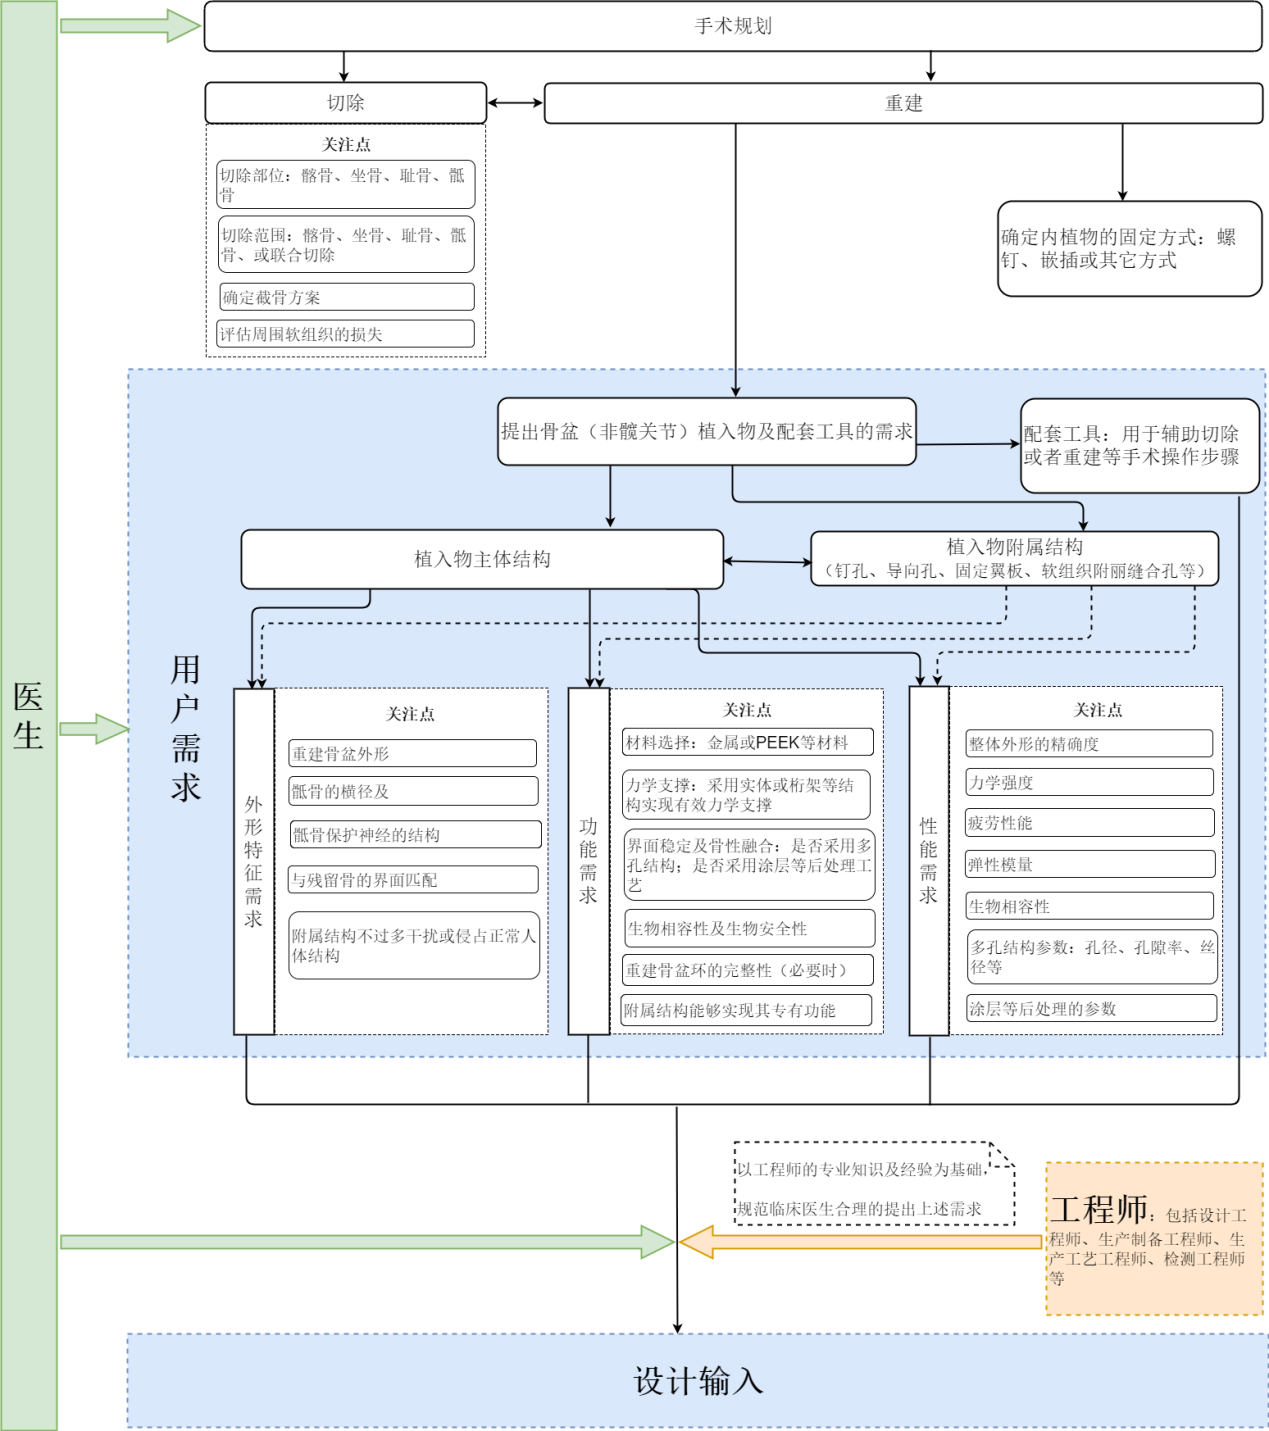 手术规划
切除
重建
关注点
切除部位：髂骨、坐骨、耻骨、骶
骨
切除范围：髂骨、坐骨、耻骨、骶
骨、或联合切除
确定截骨方案
评估周围软组织的损失
确定内植物的固定方式：螺
钉、嵌插或其它方式
提出骨盆（非髋关节）植入物及配套工具的需求
配套工具：用于辅助切除
或者重建等手术操作步骤
植入物主体结构
植入物附属结构
（钉孔、导向孔、固定翼板、软组织附丽缝合孔等）
医生
用户需求
外形特征需求
关注点
重建骨盆外形
骶骨的横径及
骶骨保护神经的结构
与残留骨的界面匹配
附属结构不过多干扰或侵占正常人
体结构
功能需求
关注点
材料选择：金属或PEEK等材料
力学支撑：采用实体或桁架等结
构实现有效力学支撑
界面稳定及骨性融合：是否采用多
孔结构；是否采用涂层等后处理工
艺
生物相容性及生物安全性
重建骨盆环的完整性（必要时）
附属结构能够实现其专有功能
性能需求
关注点
整体外形的精确度
力学强度
疲劳性能
弹性模量
生物相容性
多孔结构参数：孔径、孔隙率、丝
径等
涂层等后处理的参数
以工程师的专业知识及经验为基础，
规范临床医生合理的提出上述需求
工程师：包括设计工
程师、生产制备工程师、生
产工艺工程师、检测工程师
等
设计输入